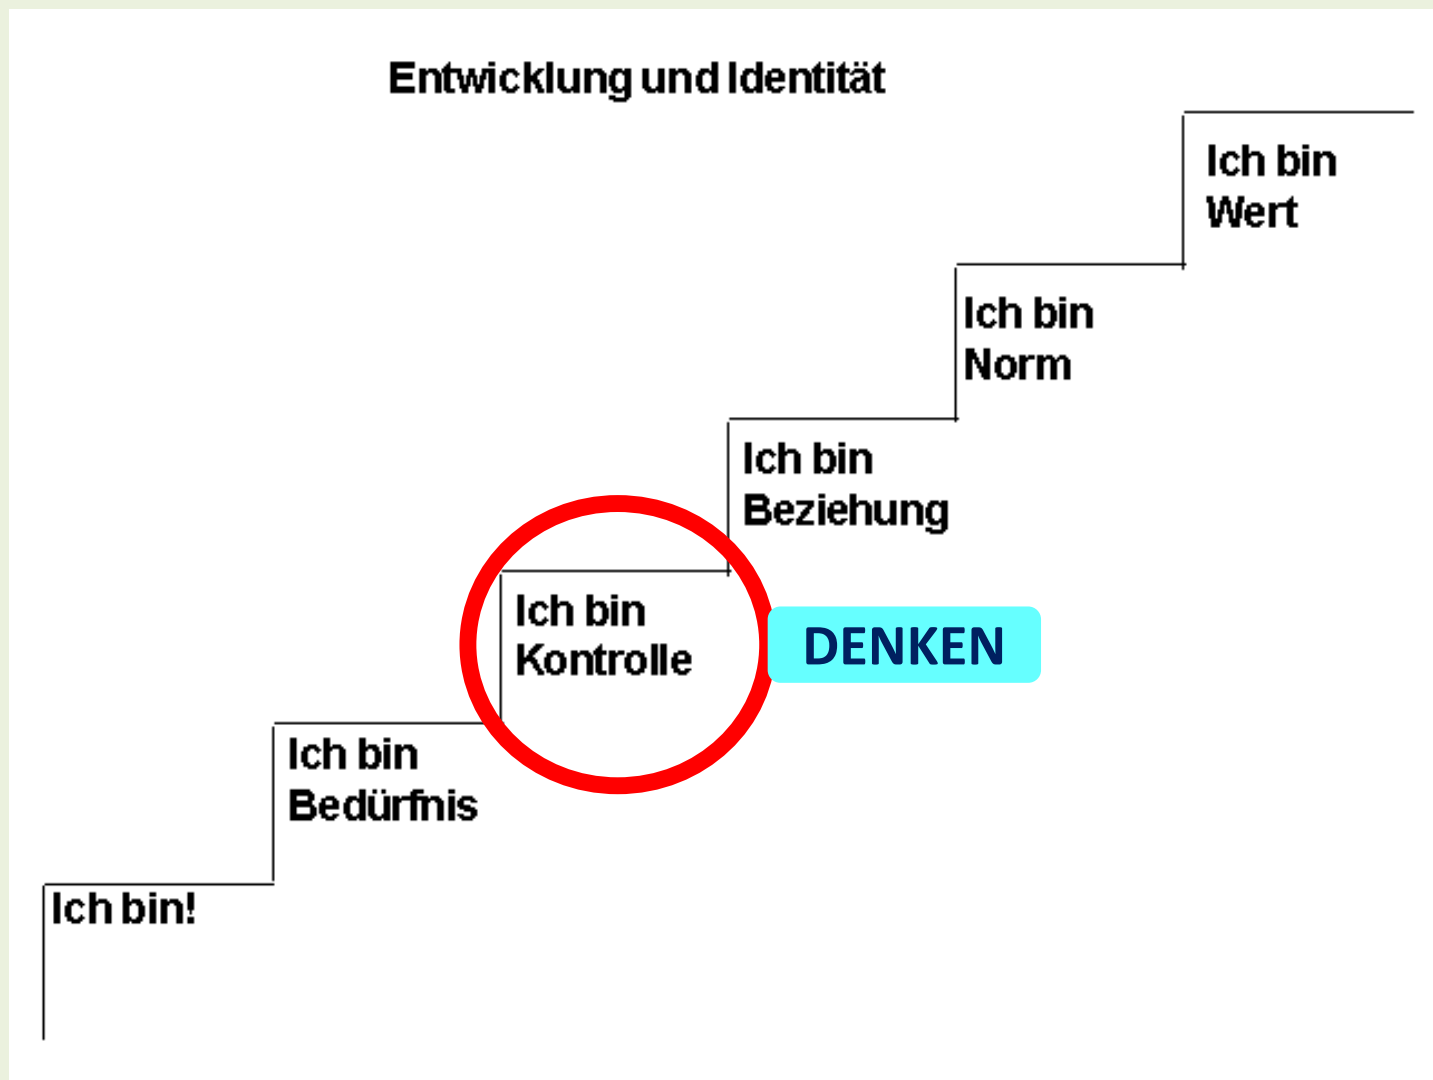 Entwicklung und Identität
Ich bin
Wert
Ich bin
Norm
Ich bin
Beziehung
Ich bin
Kontrolle
DENKEN
Ich bin
Bedürfnis
Ich bin!